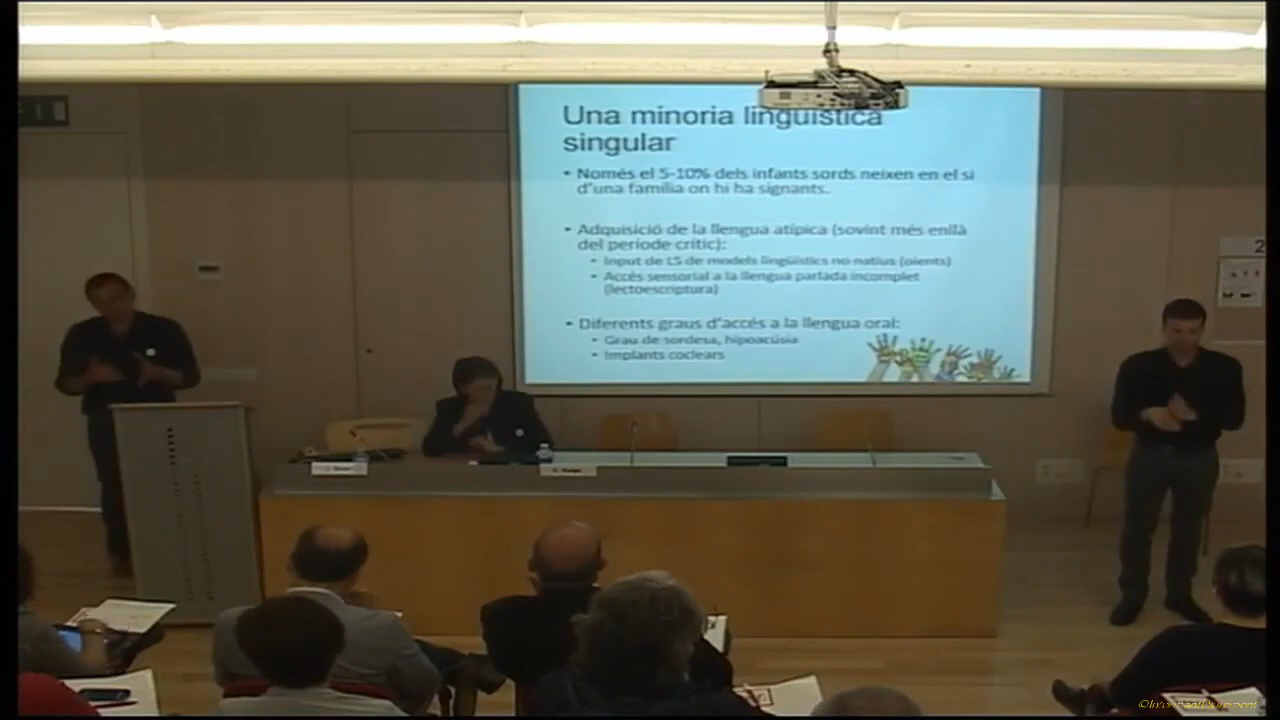 Una minoria lingüística
singular
• Només el 5-10% dels infants sords neixen en el si
d'una família on hi ha signants.
• Adquisició de la llengua atípica (sovint més enllà
del període crític):
• Input de LS de models lingüístics no natius (oients)
• Accés sensorial a la llengua parlada incomplet
(lectoescriptura)
• Diferents graus d'accés a la llengua oral:
• Grau de sordesa, hipoacúsia
• Implants coclears
2